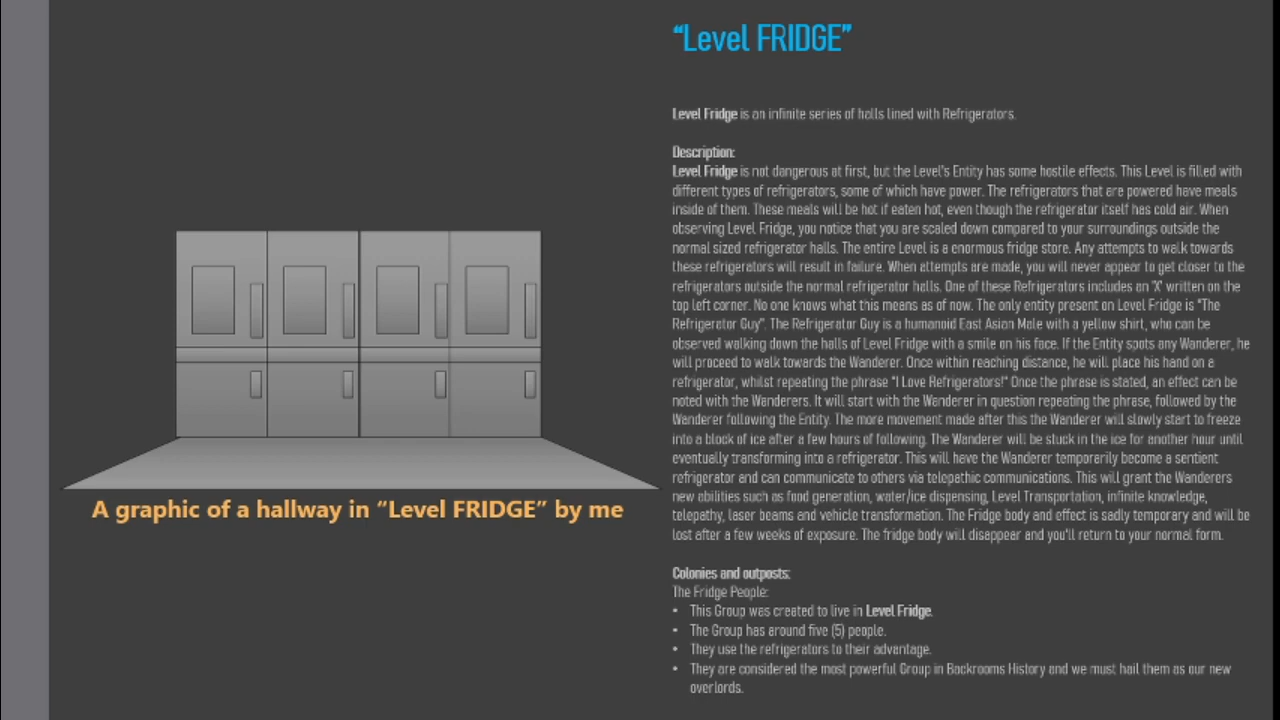 “Level FRIDGE”
Level Fridge is an infinite series of halls lined with Refrigerators.
Description:
Level Fridge is not dangerous at first, but the Level's Entity has some hostile effects. This Level is filled with
different types of refrigerators, some of which have power. The refrigerators that are powered have meals
inside of them. These meals will be hot if eaten hot, even though the refrigerator itself has cold air. When
observing Level Fridge, you notice that you are scaled down compared to your surroundings outside the
normal sized refrigerator halls. The entire Level is a enormous fridge store. Any attempts to walk towards
these refrigerators will result in failure. When attempts are made, you will never appear to get closer to the
refrigerators outside the normal refrigerator halls. One of these Refrigerators includes an 'X' written on the
top left corner. No one knows what this means as of now. The only entity present on Level Fridge is "The
Refrigerator Guy". The Refrigerator Guy is a humanoid East Asian Male with a yellow shirt, who can be
observed walking down the halls of Level Fridge with a smile on his face. If the Entity spots any Wanderer, he
will proceed to walk towards the Wanderer. Once within reaching distance, he will place his hand on a
refrigerator, whilst repeating the phrase "I Love Refrigerators!" Once the phrase is stated, an effect can be
noted with the Wanderers. It will start with the Wanderer in question repeating the phrase, followed by the
Wanderer following the Entity. The more movement made after this the Wanderer will slowly start to freeze
into a block of ice after a few hours of following. The Wanderer will be stuck in the ice for another hour until
eventually transforming into a refrigerator. This will have the Wanderer temporarily become a sentient
refrigerator and can communicate to others via telepathic communications. This will grant the Wanderers
new abilities such as food generation, water/ice dispensing, Level Transportation, infinite knowledge,
telepathy, laser beams and vehicle transformation. The Fridge body and effect is sadly temporary and will be
lost after a few weeks of exposure. The fridge body will disappear and you'll return to your normal form.
Colonies and outposts:
The Fridge People:
• This Group was created to live in Level Fridge.
• The Group has around five (5) people.
• They use the refrigerators to their advantage.
• They are considered the most powerful Group in Backrooms History and we must hail them as our new
overlords.
A graphic of a hallway in “Level FRIDGE” by me